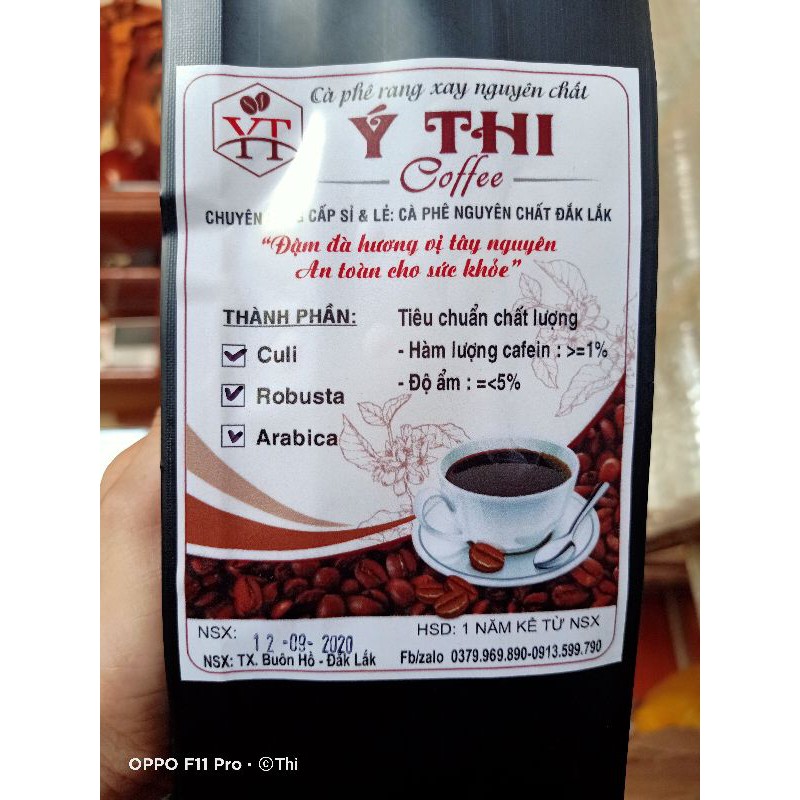 Cà phê rang xay nguyên chất
YT
Ý THI
Coffee
CHUYÊN CẤP SỈ & LẺ: CÀ PHÊ NGUYÊN CHẤT ĐẮK LẮK
“Đậm đà hương vị tây nguyên
An toàn cho sức khỏe”
THÀNH PHẦN:
Culi
Robusta
Arabica
Tiêu chuẩn chất lượng
- Hàm lượng cafein : >=1%
- Độ ẩm : =<5%
NSX: 12-09-2020
HSD: 1 NĂM KỂ TỪ NSX
NSX: TX. Buôn Hồ - Đắk Lắk
Fb/zalo 0379.969.890-0913.599.790
OPPO F11 Pro · ©Thi